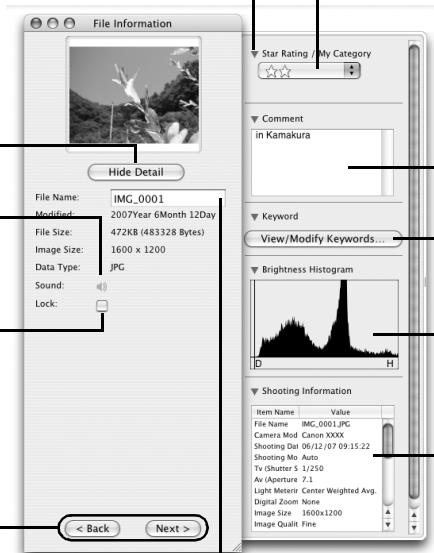 File Information
Hide Detail
File Name: IMG_0001
Modified: 2007Year 6Month 12Day
File Size: 472KB (483328 Bytes)
Image Size: 1600 x 1200
Data Type: JPG
Sound:
Lock:
< Back Next >
Star Rating / My Category
Comment
in Kamakura
Keyword
View/Modify Keywords...
Brightness Histogram
D H
Shooting Information
Item Name Value
File Name IMG_0001.JPG
Camera Mod Canon XXXX
Shooting Dat 06/12/07 09:15:22
Shooting Mo Auto
Tv (Shutter S 1/250
Av (Aperture 7.1
Light Meterin Center Weighted Avg.
Digital Zoom None
Image Size 1600x1200
Image Qualit Fine